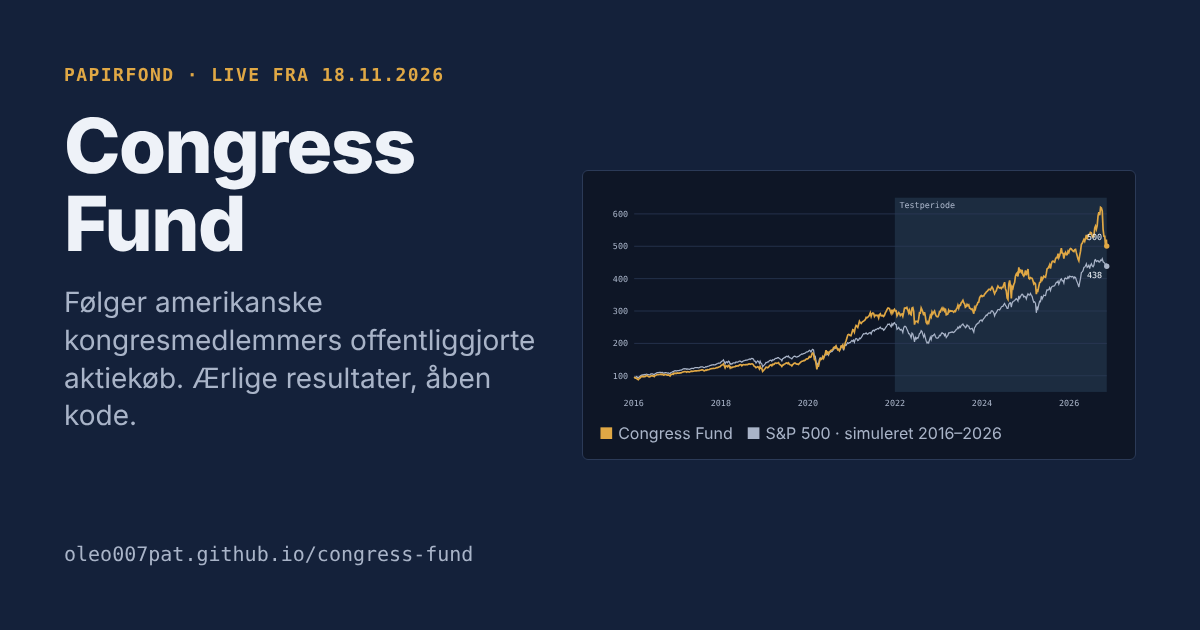 PAPIRFOND · LIVE FRA 18.11.2026
Congress
Fund
Følger amerikanske
kongresmedlemmers offentliggjorte
aktiekøb. Ærlige resultater, åben
kode.
Testperiode
600
500
400
300
200
100
500
438
2016 2018 2020 2022 2024 2026
Congress Fund S&P 500 · simuleret 2016–2026
oleo007pat.github.io/congress-fund